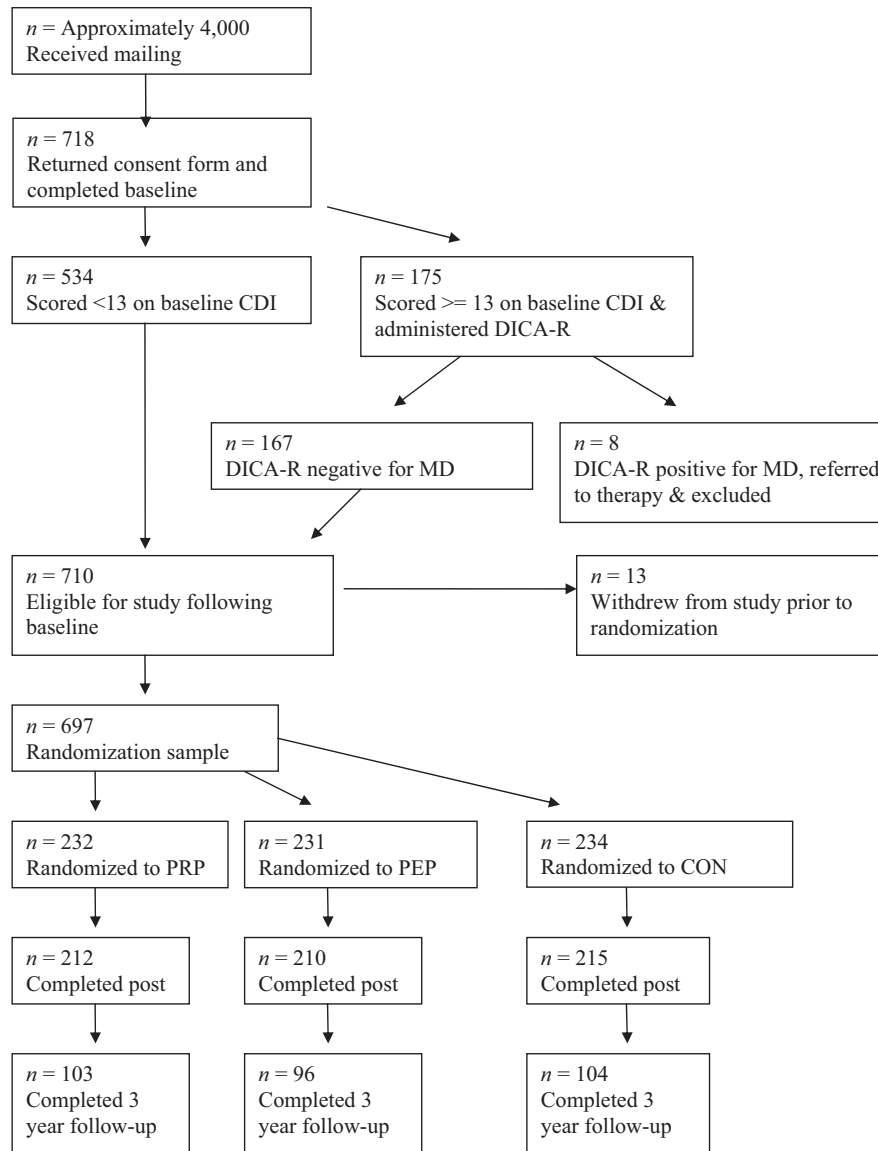 n = Approximately 4,000
Received mailing
n = 718
Returned consent form and
completed baseline
n = 534
Scored <13 on baseline CDI
n = 175
Scored >= 13 on baseline CDI &
administered DICA-R
n = 167
DICA-R negative for MD
n = 8
DICA-R positive for MD, referred
to therapy & excluded
n = 710
Eligible for study following
baseline
n = 13
Withdrew from study prior to
randomization
n = 697
Randomization sample
n = 232
Randomized to PRP
n = 231
Randomized to PEP
n = 234
Randomized to CON
n = 212
Completed post
n = 210
Completed post
n = 215
Completed post
n = 103
Completed 3
year follow-up
n = 96
Completed 3
year follow-up
n = 104
Completed 3
year follow-up